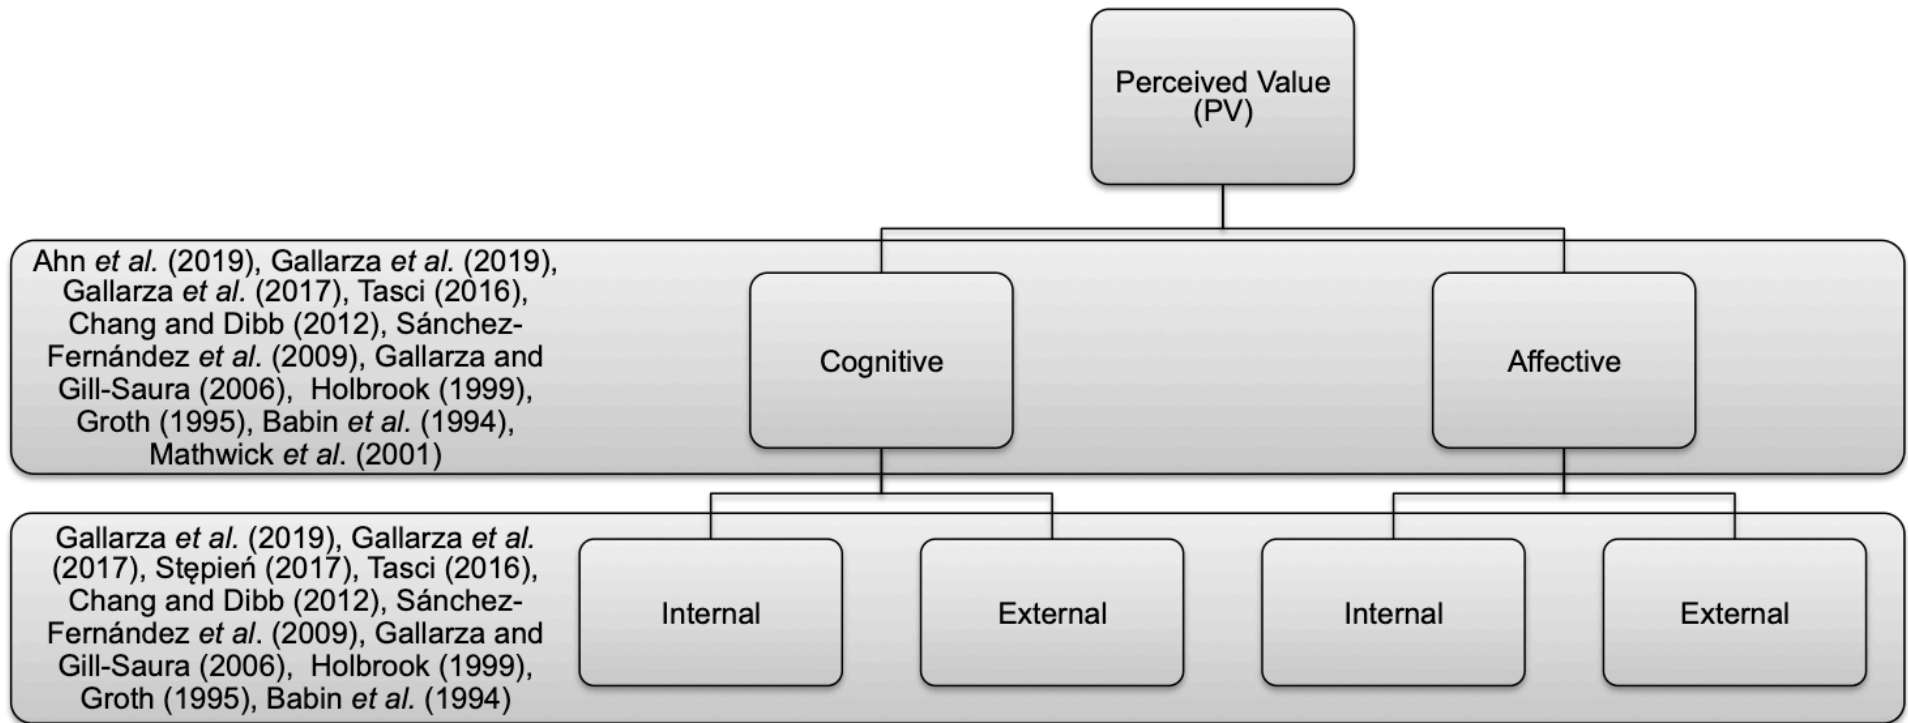 Perceived Value
(PV)
Ahn et al. (2019), Gallarza et al. (2019),
Gallarza et al. (2017), Tasci (2016),
Chang and Dibb (2012), Sánchez-
Fernández et al. (2009), Gallarza and
Gill-Saura (2006), Holbrook (1999),
Groth (1995), Babin et al. (1994),
Mathwick et al. (2001)
Cognitive
Affective
Gallarza et al. (2019), Gallarza et al.
(2017), Stępień (2017), Tasci (2016),
Chang and Dibb (2012), Sánchez-
Fernández et al. (2009), Gallarza and
Gill-Saura (2006), Holbrook (1999),
Groth (1995), Babin et al. (1994)
Internal
External
Internal
External